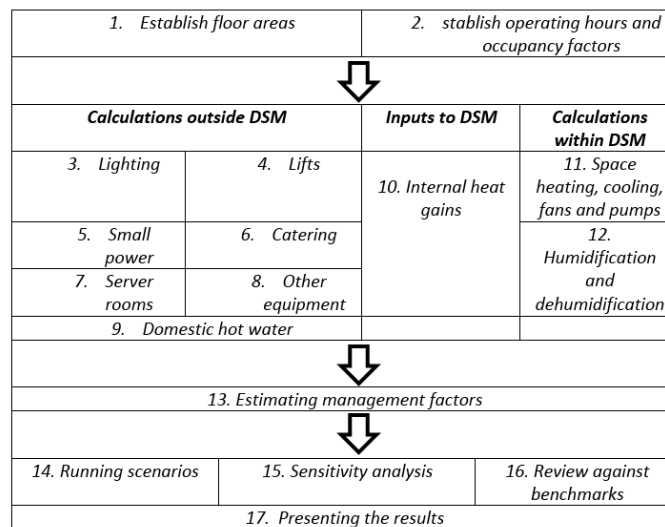 1. Establish floor areas
2. stablish operating hours and
occupancy factors
Calculations outside DSM
Inputs to DSM
Calculations
within DSM
3. Lighting
4. Lifts
10. Internal heat
gains
11. Space
heating, cooling,
fans and pumps
5. Small
power
6. Catering
12.
Humidification
and
dehumidification
7. Server
rooms
8. Other
equipment
9. Domestic hot water
13. Estimating management factors
14. Running scenarios
15. Sensitivity analysis
16. Review against
benchmarks
17. Presenting the results